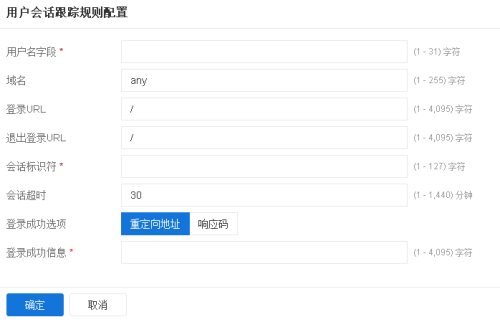 用户会话跟踪规则配置
用户名字段 * (1 - 31) 字符
域名 any (1 - 255) 字符
登录URL / (1 - 4,095) 字符
退出登录URL / (1 - 4,095) 字符
会话标识符 * (1 - 127) 字符
会话超时 30 (1 - 1,440) 分钟
登录成功选项 重定向地址 响应码
登录成功信息 * (1 - 4,095) 字符
确定 取消